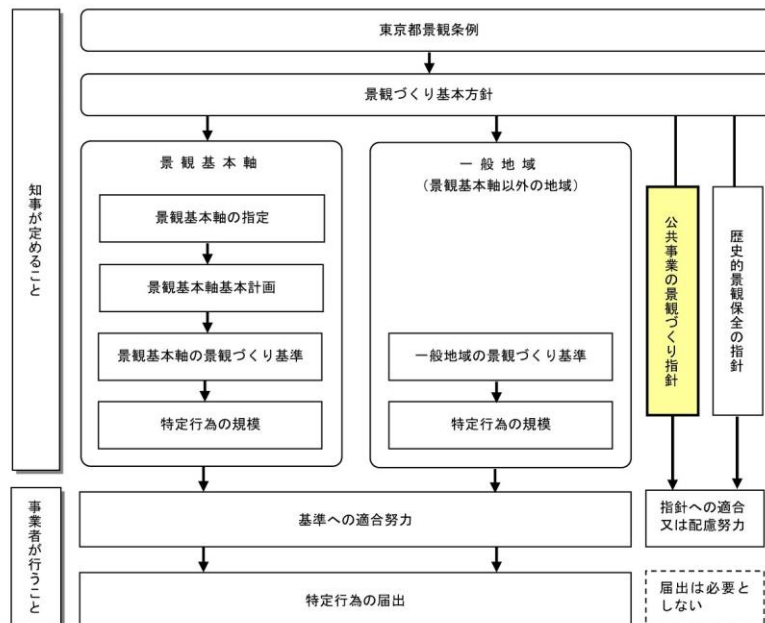 東京都景観条例
景観づくり基本方針
知事が定めること
景観基本軸
景観基本軸の指定
景観基本軸基本計画
景観基本軸の景観づくり基準
特定行為の規模
一般地域
（景観基本軸以外の地域）
一般地域の景観づくり基準
特定行為の規模
公共事業の景観づくり指針
歴史的景観保全の指針
事業者が行うこと
基準への適合努力
指針への適合
又は配慮努力
特定行為の届出
届出は必要と
しない